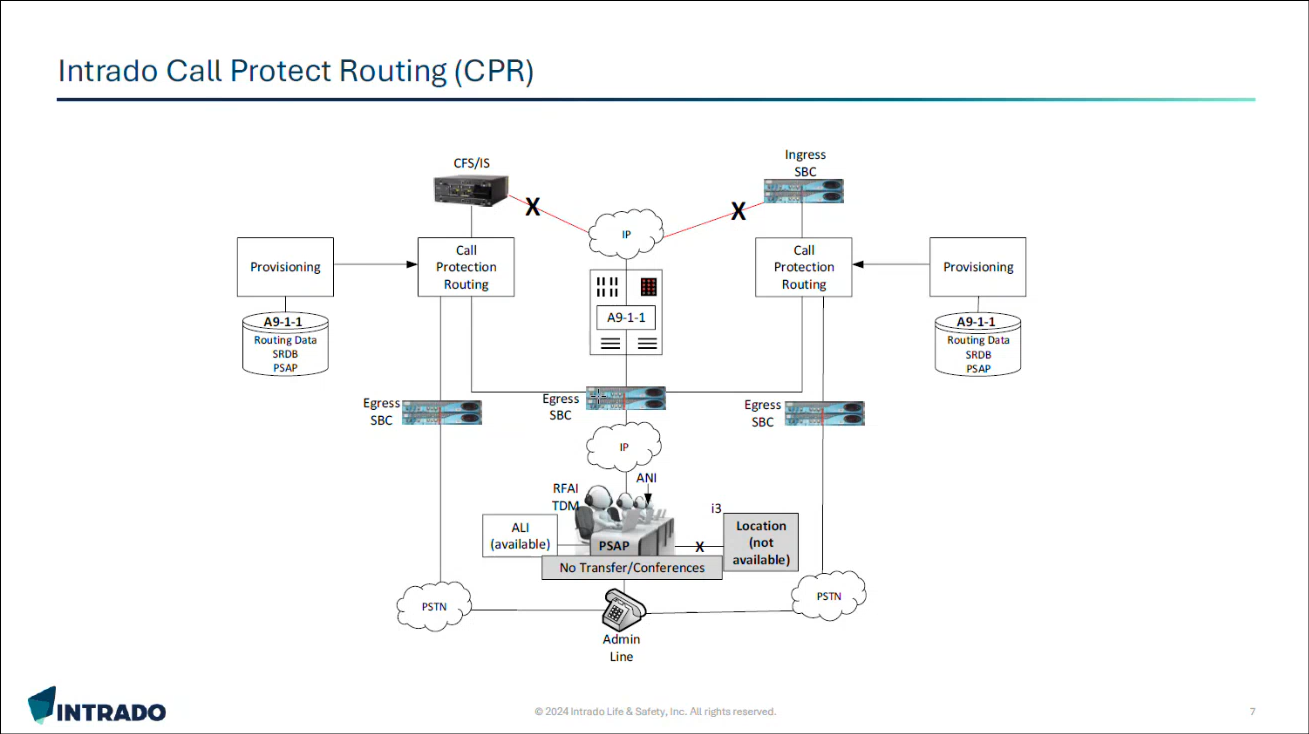 Intrado Call Protect Routing (CPR)
CFS/IS
Ingress
SBC
X
X
IP
Provisioning
Call
Protection
Routing
Call
Protection
Routing
Provisioning
A9-1-1
Routing Data
SRDB
PSAP
A9-1-1
A9-1-1
Routing Data
SRDB
PSAP
Egress
SBC
Egress
SBC
Egress
SBC
IP
ANI
RFAI
TDM
i3
ALI
(available)
PSAP
X
Location
(not
available)
No Transfer/Conferences
PSTN
PSTN
Admin
Line
INTRADO
© 2024 Intrado Life & Safety, Inc. All rights reserved.
7